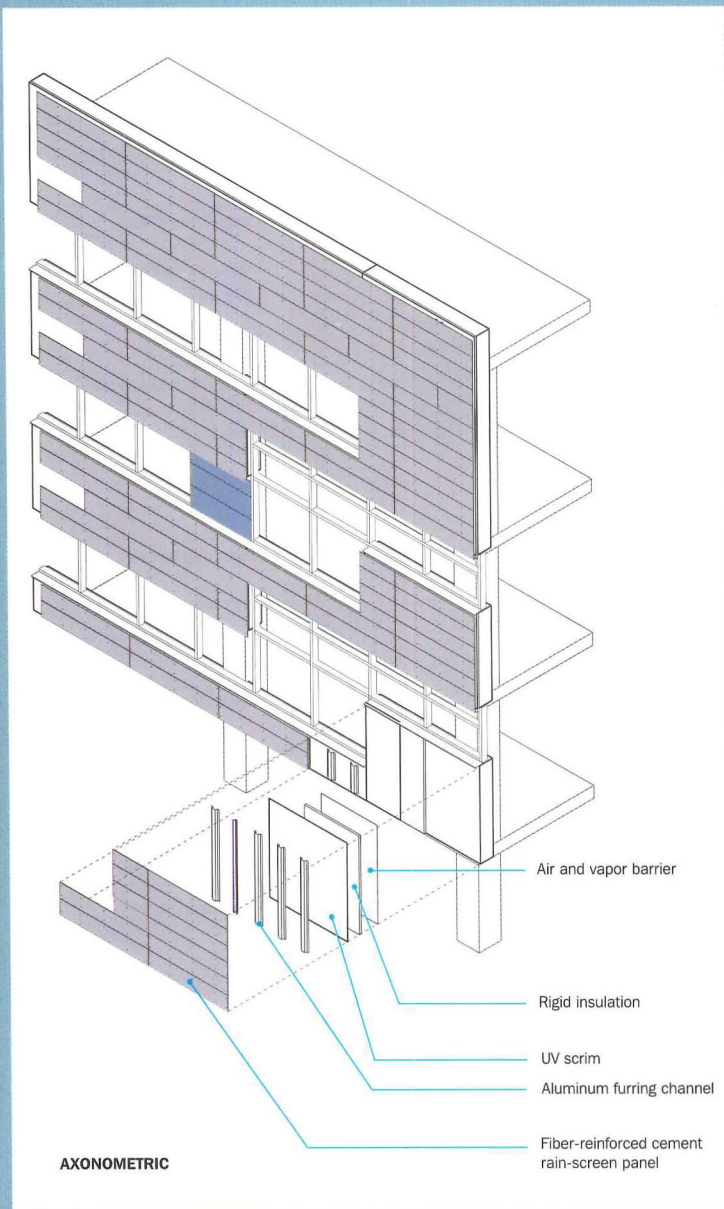 Air and vapor barrier
Rigid insulation
UV scrim
Aluminum furring channel
Fiber-reinforced cement
rain-screen panel
AXONOMETRIC